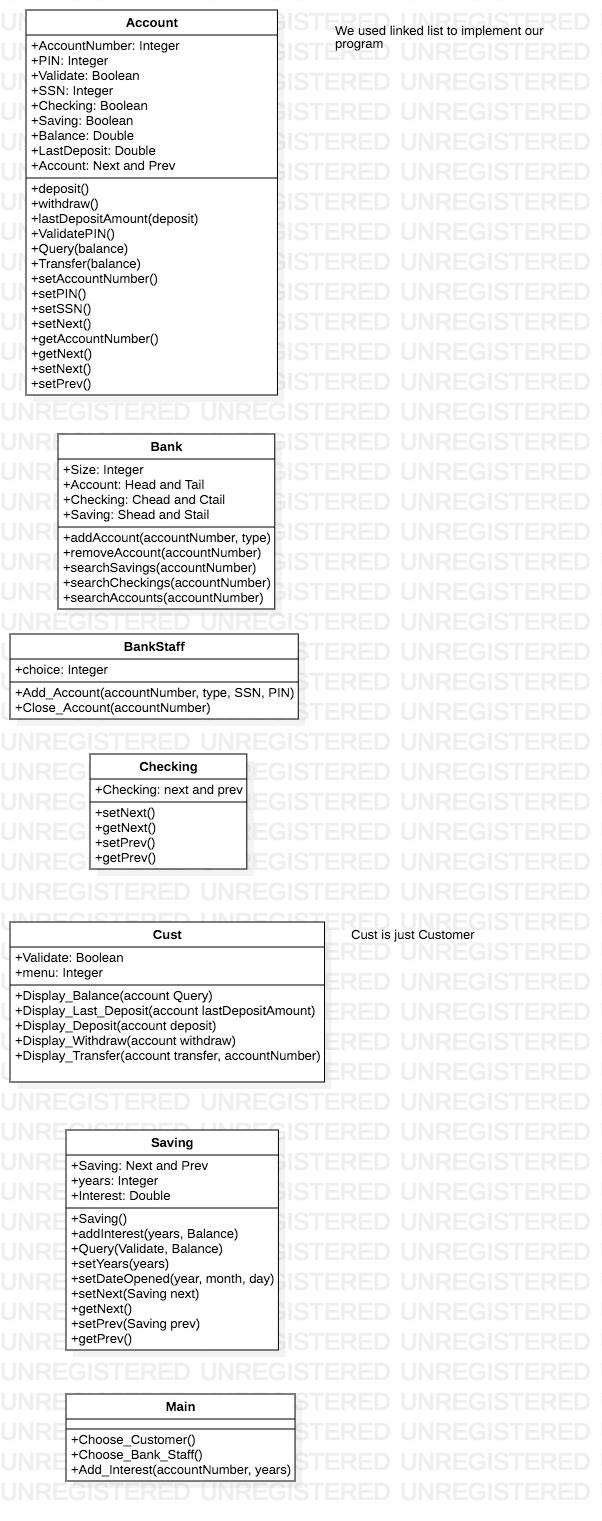 Account
+AccountNumber: Integer
+PIN: Integer
+Validate: Boolean
+SSN: Integer
+Checking: Boolean
+Saving: Boolean
+Balance: Double
+LastDeposit: Double
+Account: Next and Prev
+deposit()
+withdraw()
+lastDepositAmount(deposit)
+ValidatePIN()
+Query(balance)
+Transfer(balance)
+setAccountNumber()
+setPIN()
+setSSN()
+setNext()
+getAccountNumber()
+getNext()
+setNext()
+setPrev()
We used linked list to implement our
program
Bank
+Size: Integer
+Account: Head and Tail
+Checking: Chead and Ctail
+Saving: Shead and Stail
+addAccount(accountNumber, type)
+removeAccount(accountNumber)
+searchSavings(accountNumber)
+searchCheckings(accountNumber)
+searchAccounts(accountNumber)
BankStaff
+choice: Integer
+Add_Account(accountNumber, type, SSN, PIN)
+Close_Account(accountNumber)
Checking
+Checking: next and prev
+setNext()
+getNext()
+setPrev()
+getPrev()
Cust
+Validate: Boolean
+menu: Integer
+Display_Balance(account Query)
+Display_Last_Deposit(account lastDepositAmount)
+Display_Deposit(account deposit)
+Display_Withdraw(account withdraw)
+Display_Transfer(account transfer, accountNumber)
Cust is just Customer
Saving
+Saving: Next and Prev
+years: Integer
+Interest: Double
+Saving()
+addInterest(years, Balance)
+Query(Validate, Balance)
+setYears(years)
+setDateOpened(year, month, day)
+setNext(Saving next)
+getNext()
+setPrev(Saving prev)
+getPrev()
Main
+Choose_Customer()
+Choose_Bank_Staff()
+Add_Interest(accountNumber, years)
UNREGISTERED